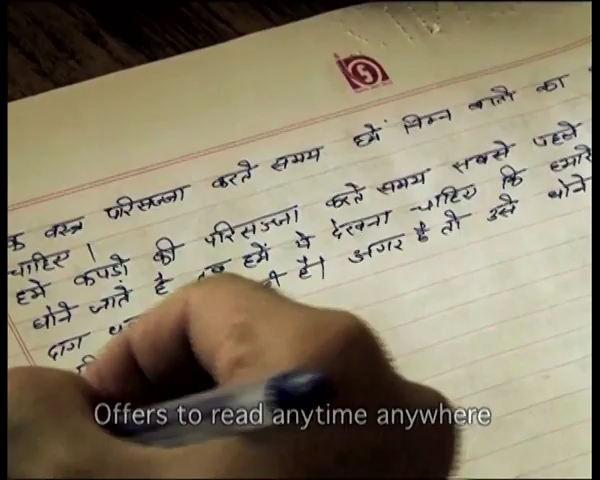 वस्त्र परिसज्जा करते समय हमें निम्न बातों का
चाहिए।
हमें कपडो की परिसज्जा करते समय सबसे पहले
धोने जाते है तब हमें ये देखना चाहिए कि हमारे
दाग है। अगर है तो उसे धोने
Offers to read anytime anywhere